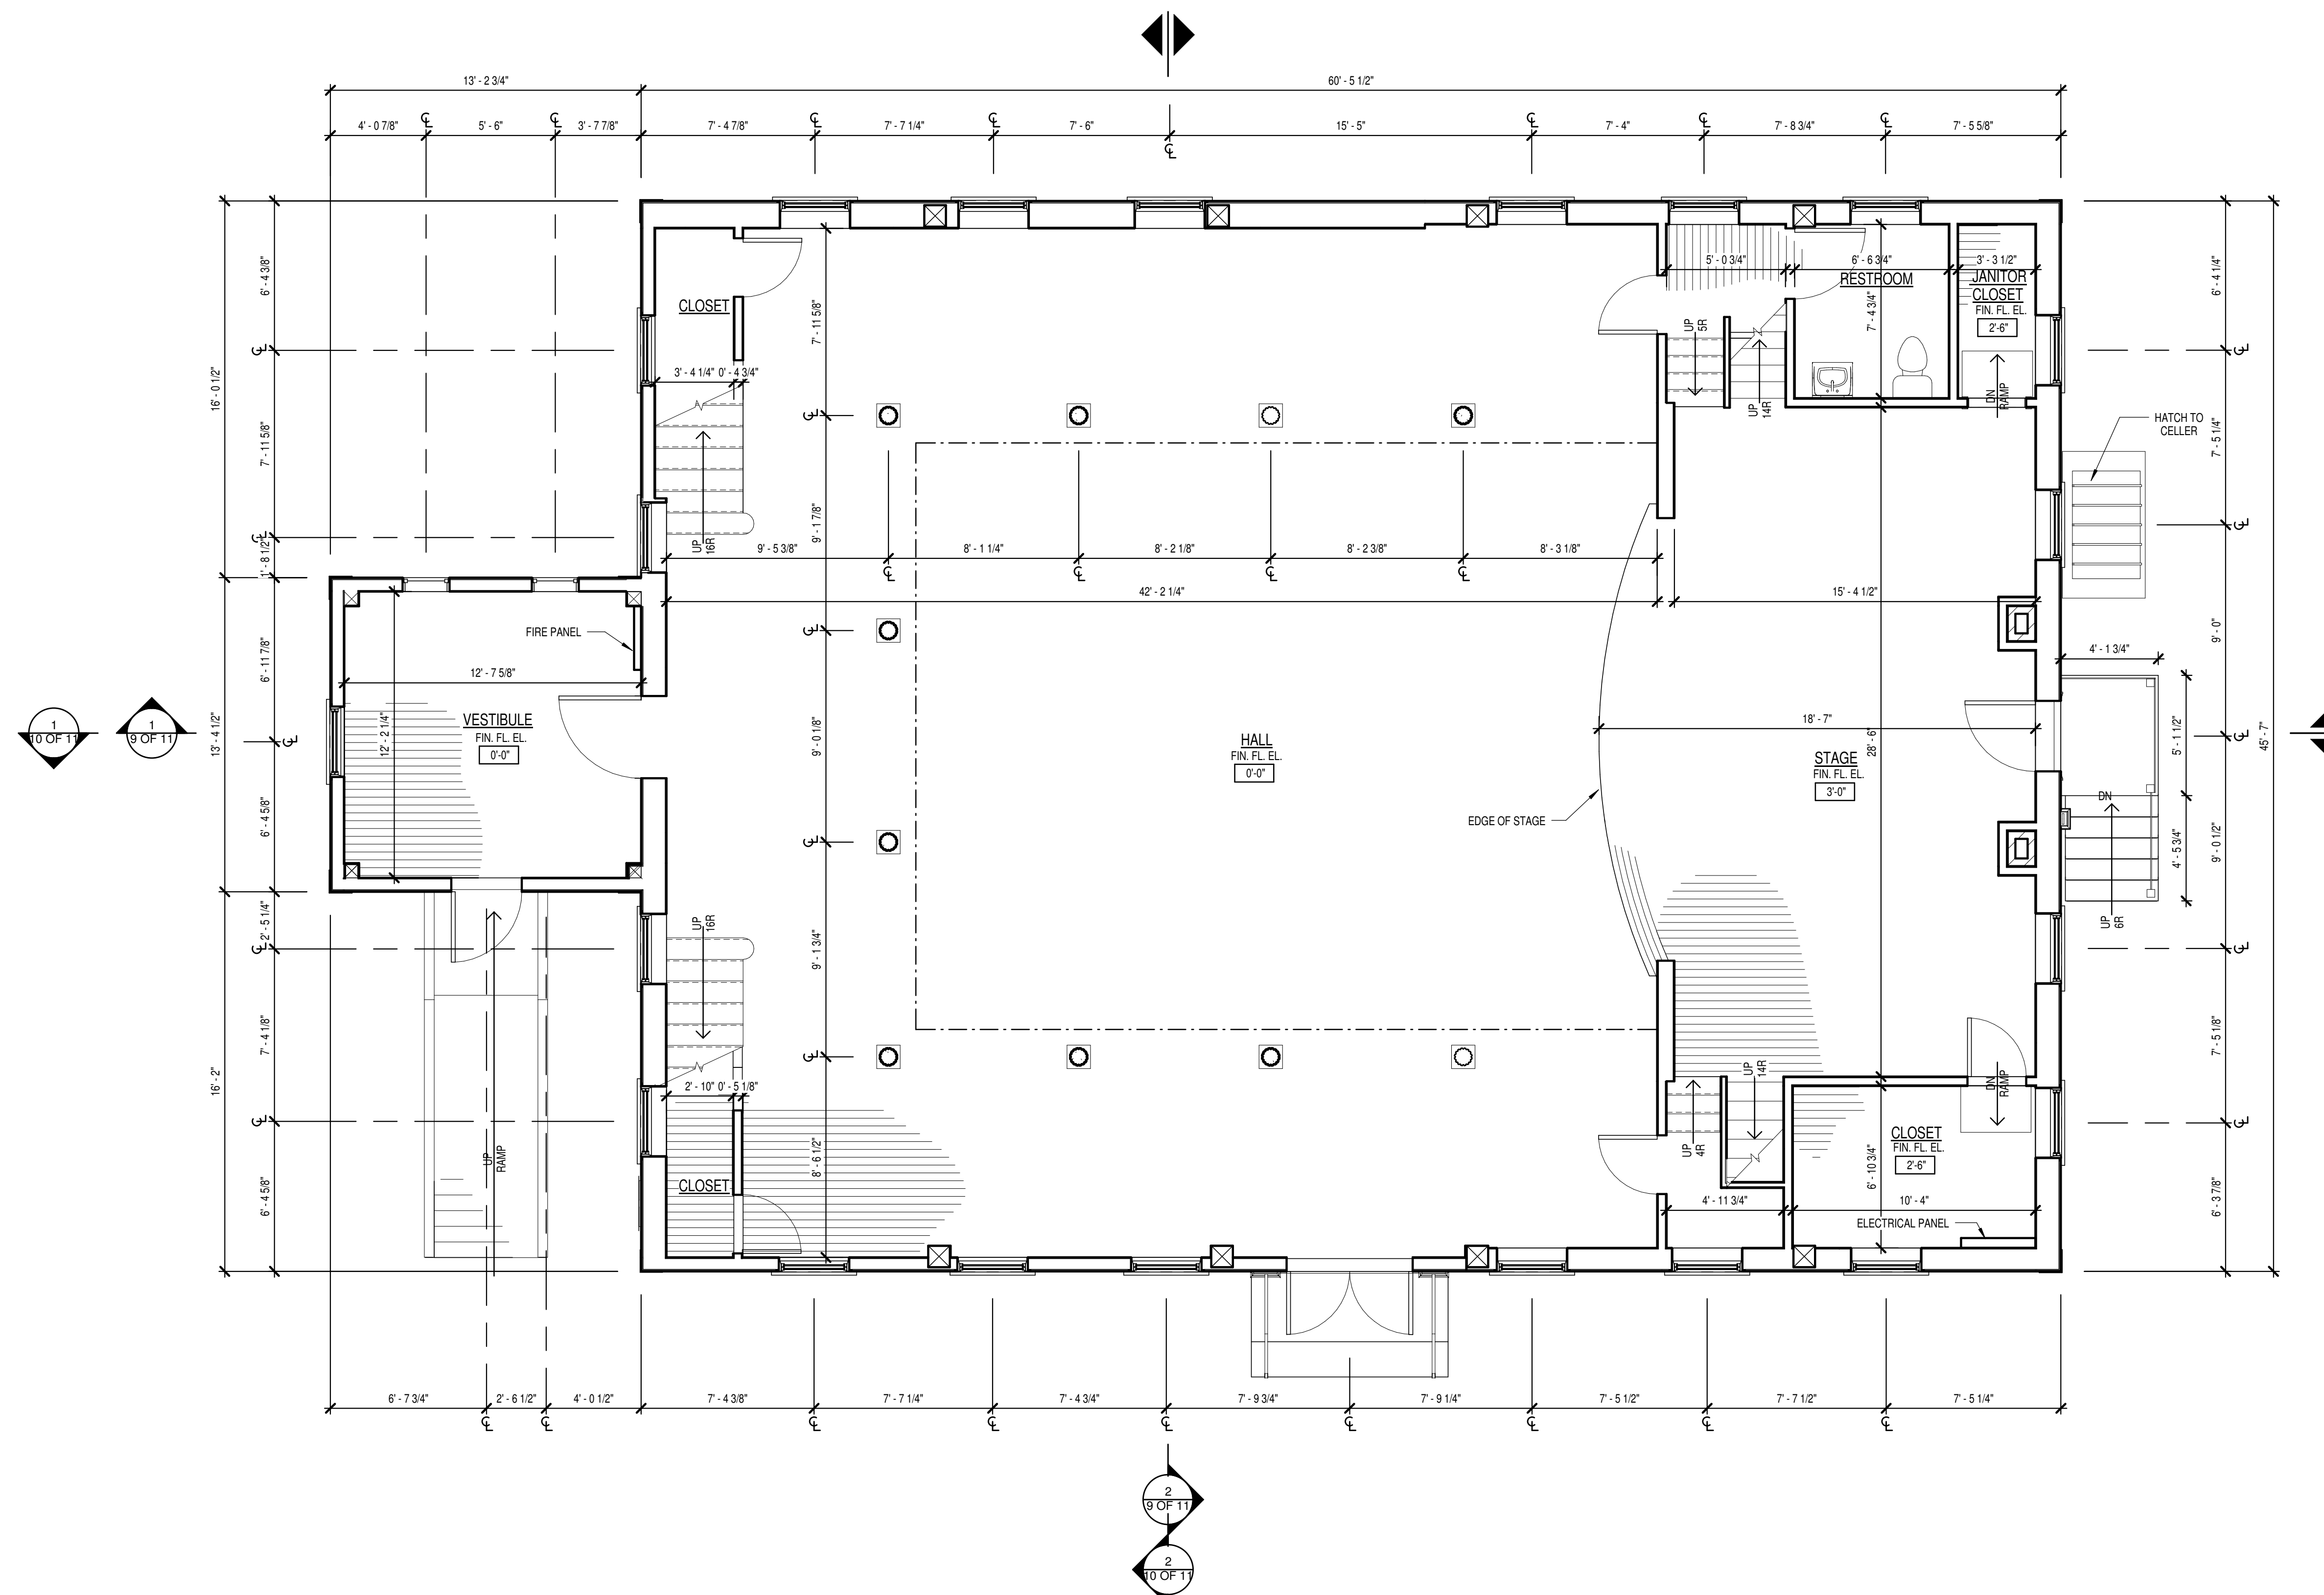 13' - 2 3/4"
60' - 5 1/2"
4' - 0 7/8"
5' - 6"
3' - 7 7/8"
7' - 4 7/8"
7' - 7 1/4"
7' - 6"
15' - 5"
7' - 4"
7' - 8 3/4"
7' - 5 5/8"
6' - 4 3/8"
16' - 0 1/2"
7' - 11 5/8"
1' - 8 1/2"
6' - 11 7/8"
13' - 4 1/2"
6' - 4 5/8"
2' - 5 1/4"
7' - 4 1/8"
16' - 2"
6' - 4 5/8"
CLOSET
7' - 11 5/8"
3' - 4 1/4"
0' - 4 3/4"
UP
16R
9' - 1 7/8"
9' - 5 3/8"
8' - 1 1/4"
8' - 2 1/8"
8' - 2 3/8"
8' - 3 1/8"
42' - 2 1/4"
15' - 4 1/2"
5' - 0 3/4"
6' - 6 3/4"
3' - 3 1/2"
RESTROOM
7' - 4 3/4"
JANITOR
CLOSET
FIN. FL. EL.
2'-6"
UP
5R
UP
14R
DN
RAMP
HATCH TO
CELLER
6' - 4 1/4"
7' - 5 1/4"
9' - 0"
45' - 7"
9' - 0 1/2"
7' - 5 1/8"
6' - 3 7/8"
4' - 1 3/4"
5' - 1 1/2"
4' - 5 3/4"
DN
UP
6R
FIRE PANEL
12' - 7 5/8"
12' - 2 1/4"
VESTIBULE
FIN. FL. EL.
0'-0"
1
10 OF 11
1
9 OF 11
9' - 0 1/8"
HALL
FIN. FL. EL.
0'-0"
18' - 7"
28' - 6"
STAGE
FIN. FL. EL.
3'-0"
EDGE OF STAGE
UP
16R
9' - 1 3/4"
2' - 10"
0' - 5 1/8"
8' - 6 1/2"
CLOSET
UP
RAMP
UP
4R
UP
14R
DN
RAMP
CLOSET
FIN. FL. EL.
2'-6"
6' - 10 3/4"
4' - 11 3/4"
10' - 4"
ELECTRICAL PANEL
6' - 7 3/4"
2' - 6 1/2"
4' - 0 1/2"
7' - 4 3/8"
7' - 7 1/4"
7' - 4 3/4"
7' - 9 3/4"
7' - 9 1/4"
7' - 5 1/2"
7' - 7 1/2"
7' - 5 1/4"
2
9 OF 11
2
10 OF 11